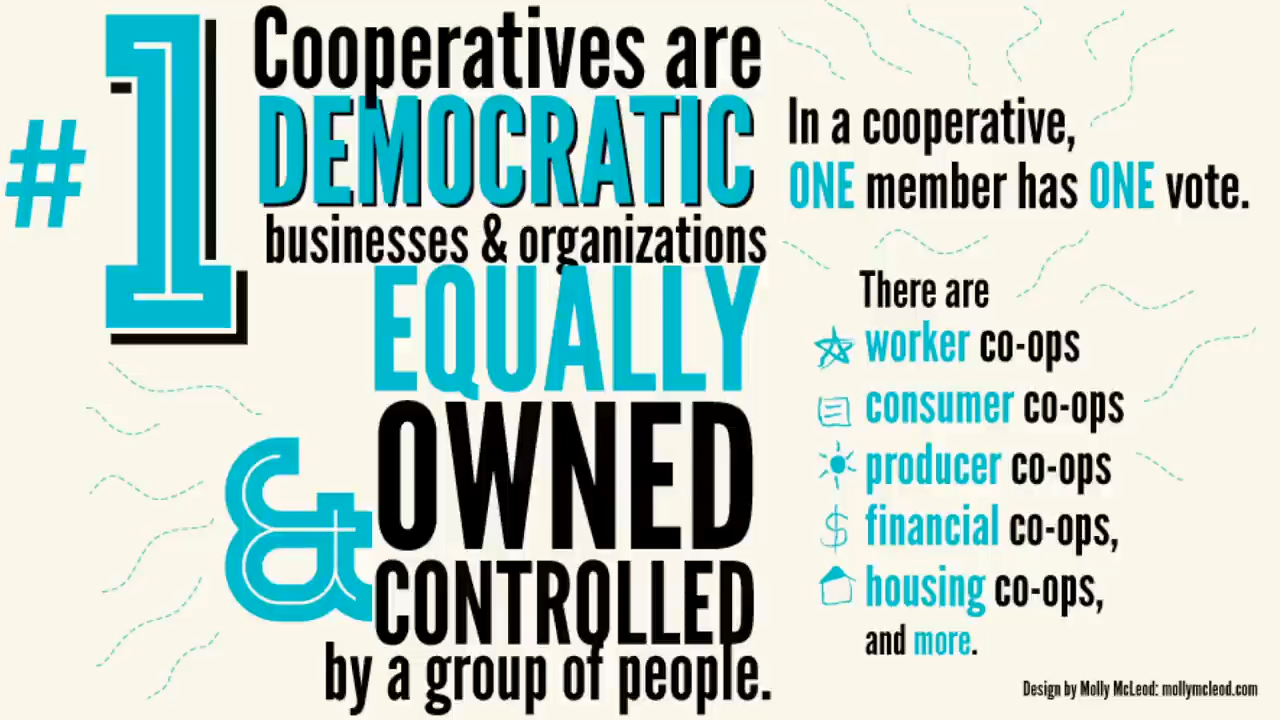 #1
Cooperatives are
DEMOCRATIC
businesses & organizations
EQUALLY
OWNED
& CONTROLLED
by a group of people.
In a cooperative,
ONE member has ONE vote.
There are
worker co-ops
consumer co-ops
producer co-ops
$ financial co-ops,
housing co-ops,
and more.
Design by Molly McLeod: mollymcleod.com